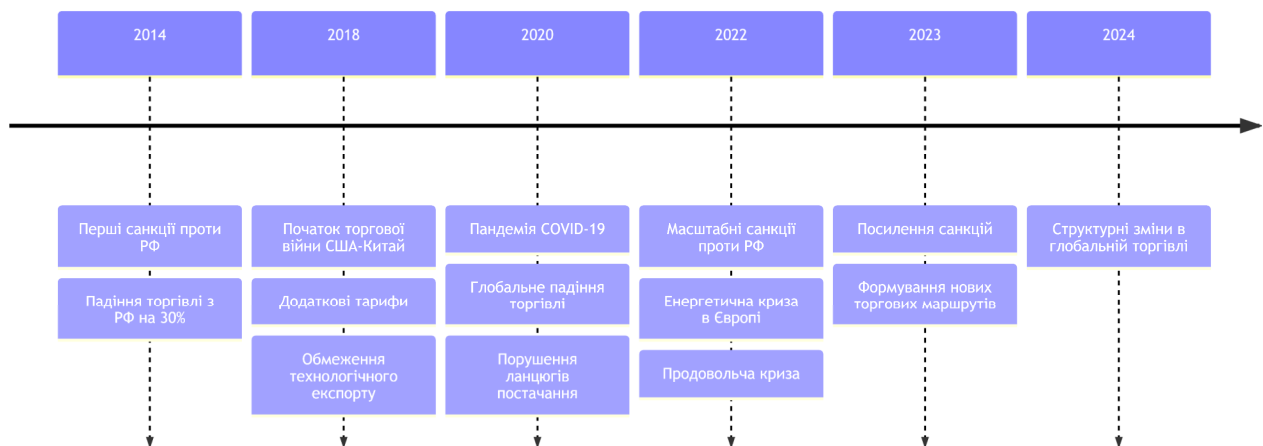 2014
2018
2020
2022
2023
2024
Перші санкції проти
РФ
Падіння торгівлі з
РФ на 30%
Початок торгової
війни США-Китай
Додаткові тарифи
Обмеження
технологічного
експорту
Пандемія COVID-19
Глобальне падіння
торгівлі
Порушення
ланцюгів
постачання
Масштабні санкції
проти РФ
Енергетична криза
в Європі
Продовольча криза
Посилення санкцій
Формування нових
торгових маршрутів
Структурні зміни в
глобальній торгівлі